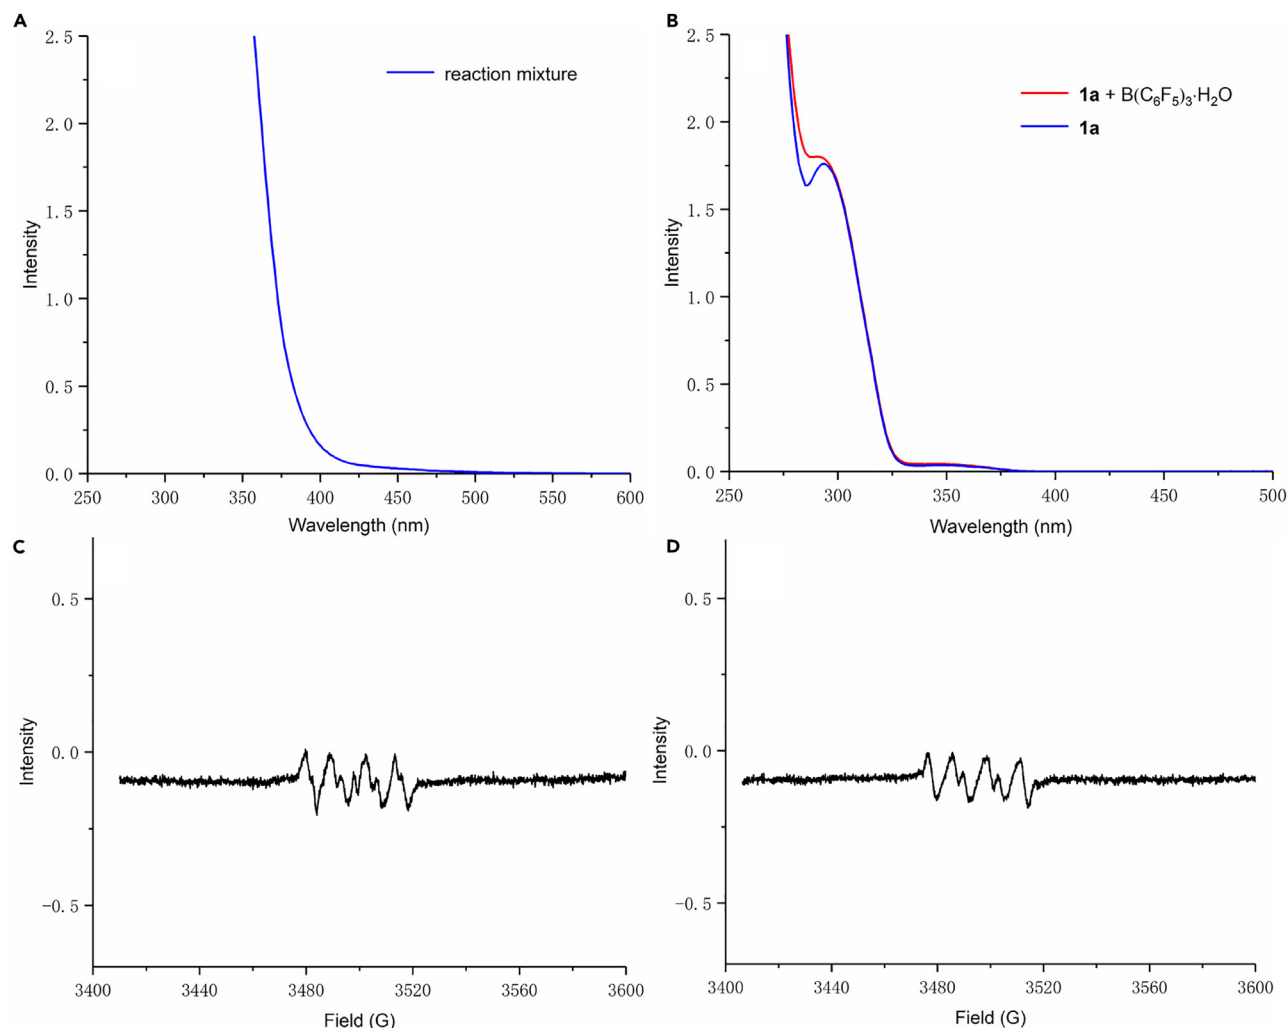 A
2.5
2.0
1.5
1.0
0.5
0.0
Intensity
250 300 350 400 450 500 550 600
Wavelength (nm)
reaction mixture
B
2.5
2.0
1.5
1.0
0.5
0.0
Intensity
250 300 350 400 450 500
Wavelength (nm)
1a + B(C₆F₅)₃·H₂O
1a
C
0.5
0.0
-0.5
Intensity
3400 3440 3480 3520 3560 3600
Field (G)
D
0.5
0.0
-0.5
Intensity
3400 3440 3480 3520 3560 3600
Field (G)